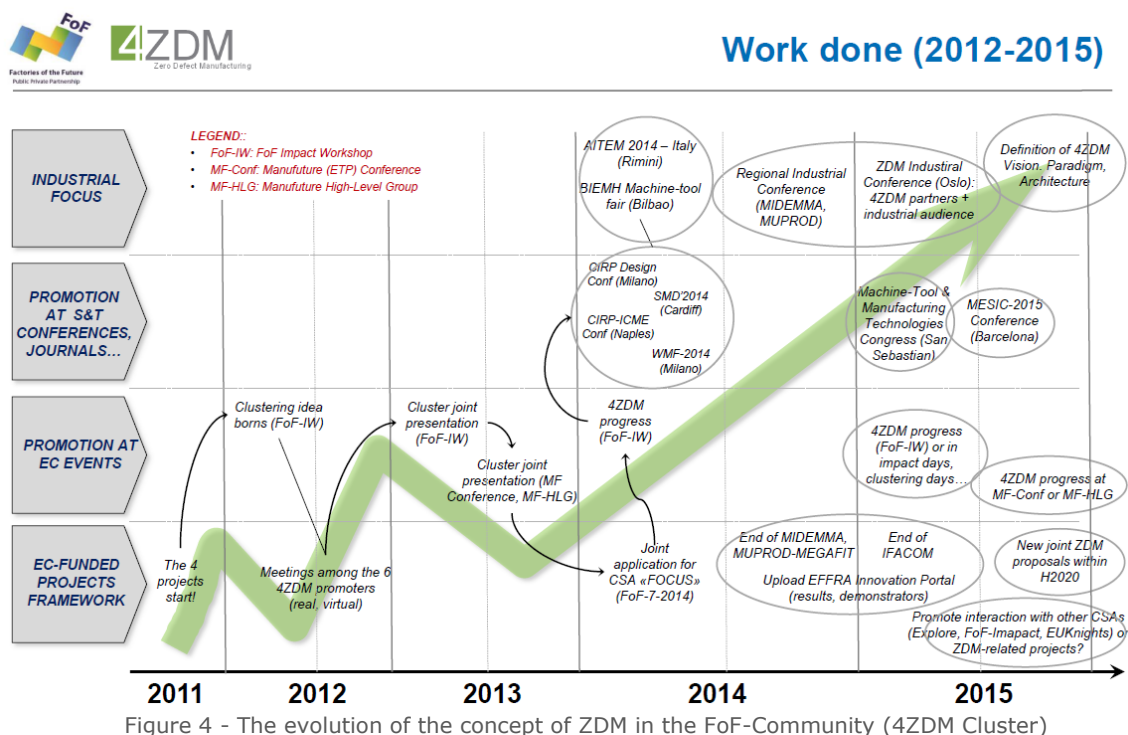 FoF
Factories of the Future
Public Private Partnership
4ZDM
Zero Defect Manufacturing
Work done (2012-2015)
LEGEND::
• FoF-IW: FoF Impact Workshop
• MF-Conf: Manufuture (ETP) Conference
• MF-HLG: Manufuture High-Level Group
INDUSTRIAL
FOCUS
AITEM 2014 – Italy
(Rimini)
BIEMH Machine-tool
fair (Bilbao)
Regional Industrial
Conference
(MIDEMMA,
MUPROD)
ZDM Industrial
Conference (Oslo):
4ZDM partners +
industrial audience
Definition of 4ZDM
Vision. Paradigm,
Architecture
PROMOTION
AT S&T
CONFERENCES,
JOURNALS…
CIRP Design
Conf (Milano)
SMD'2014
(Cardiff)
CIRP-ICME
Conf (Naples)
WMF-2014
(Milano)
Machine-Tool &
Manufacturing
Technologies
Congress (San
Sebastian)
MESIC-2015
Conference
(Barcelona)
PROMOTION AT
EC EVENTS
Clustering idea
borns (FoF-IW)
Cluster joint
presentation
(FoF-IW)
Cluster joint
presentation (MF
Conference, MF-HLG)
4ZDM
progress
(FoF-IW)
4ZDM progress
(FoF-IW) or in
impact days,
clustering days…
4ZDM progress at
MF-Conf or MF-HLG
EC-FUNDED
PROJECTS
FRAMEWORK
The 4
projects
start!
Meetings among the 6
4ZDM promoters
(real, virtual)
Joint
application for
CSA «FOCUS»
(FoF-7-2014)
End of MIDEMMA,
MUPROD-MEGAFIT
End of
IFACOM
Upload EFFRA Innovation Portal
(results, demonstrators)
New joint ZDM
proposals within
H2020
Promote interaction with other CSAs
(Explore, FoF-Imapact, EUKnights) or
ZDM-related projects?
2011 2012 2013 2014 2015
Figure 4 - The evolution of the concept of ZDM in the FoF-Community (4ZDM Cluster)